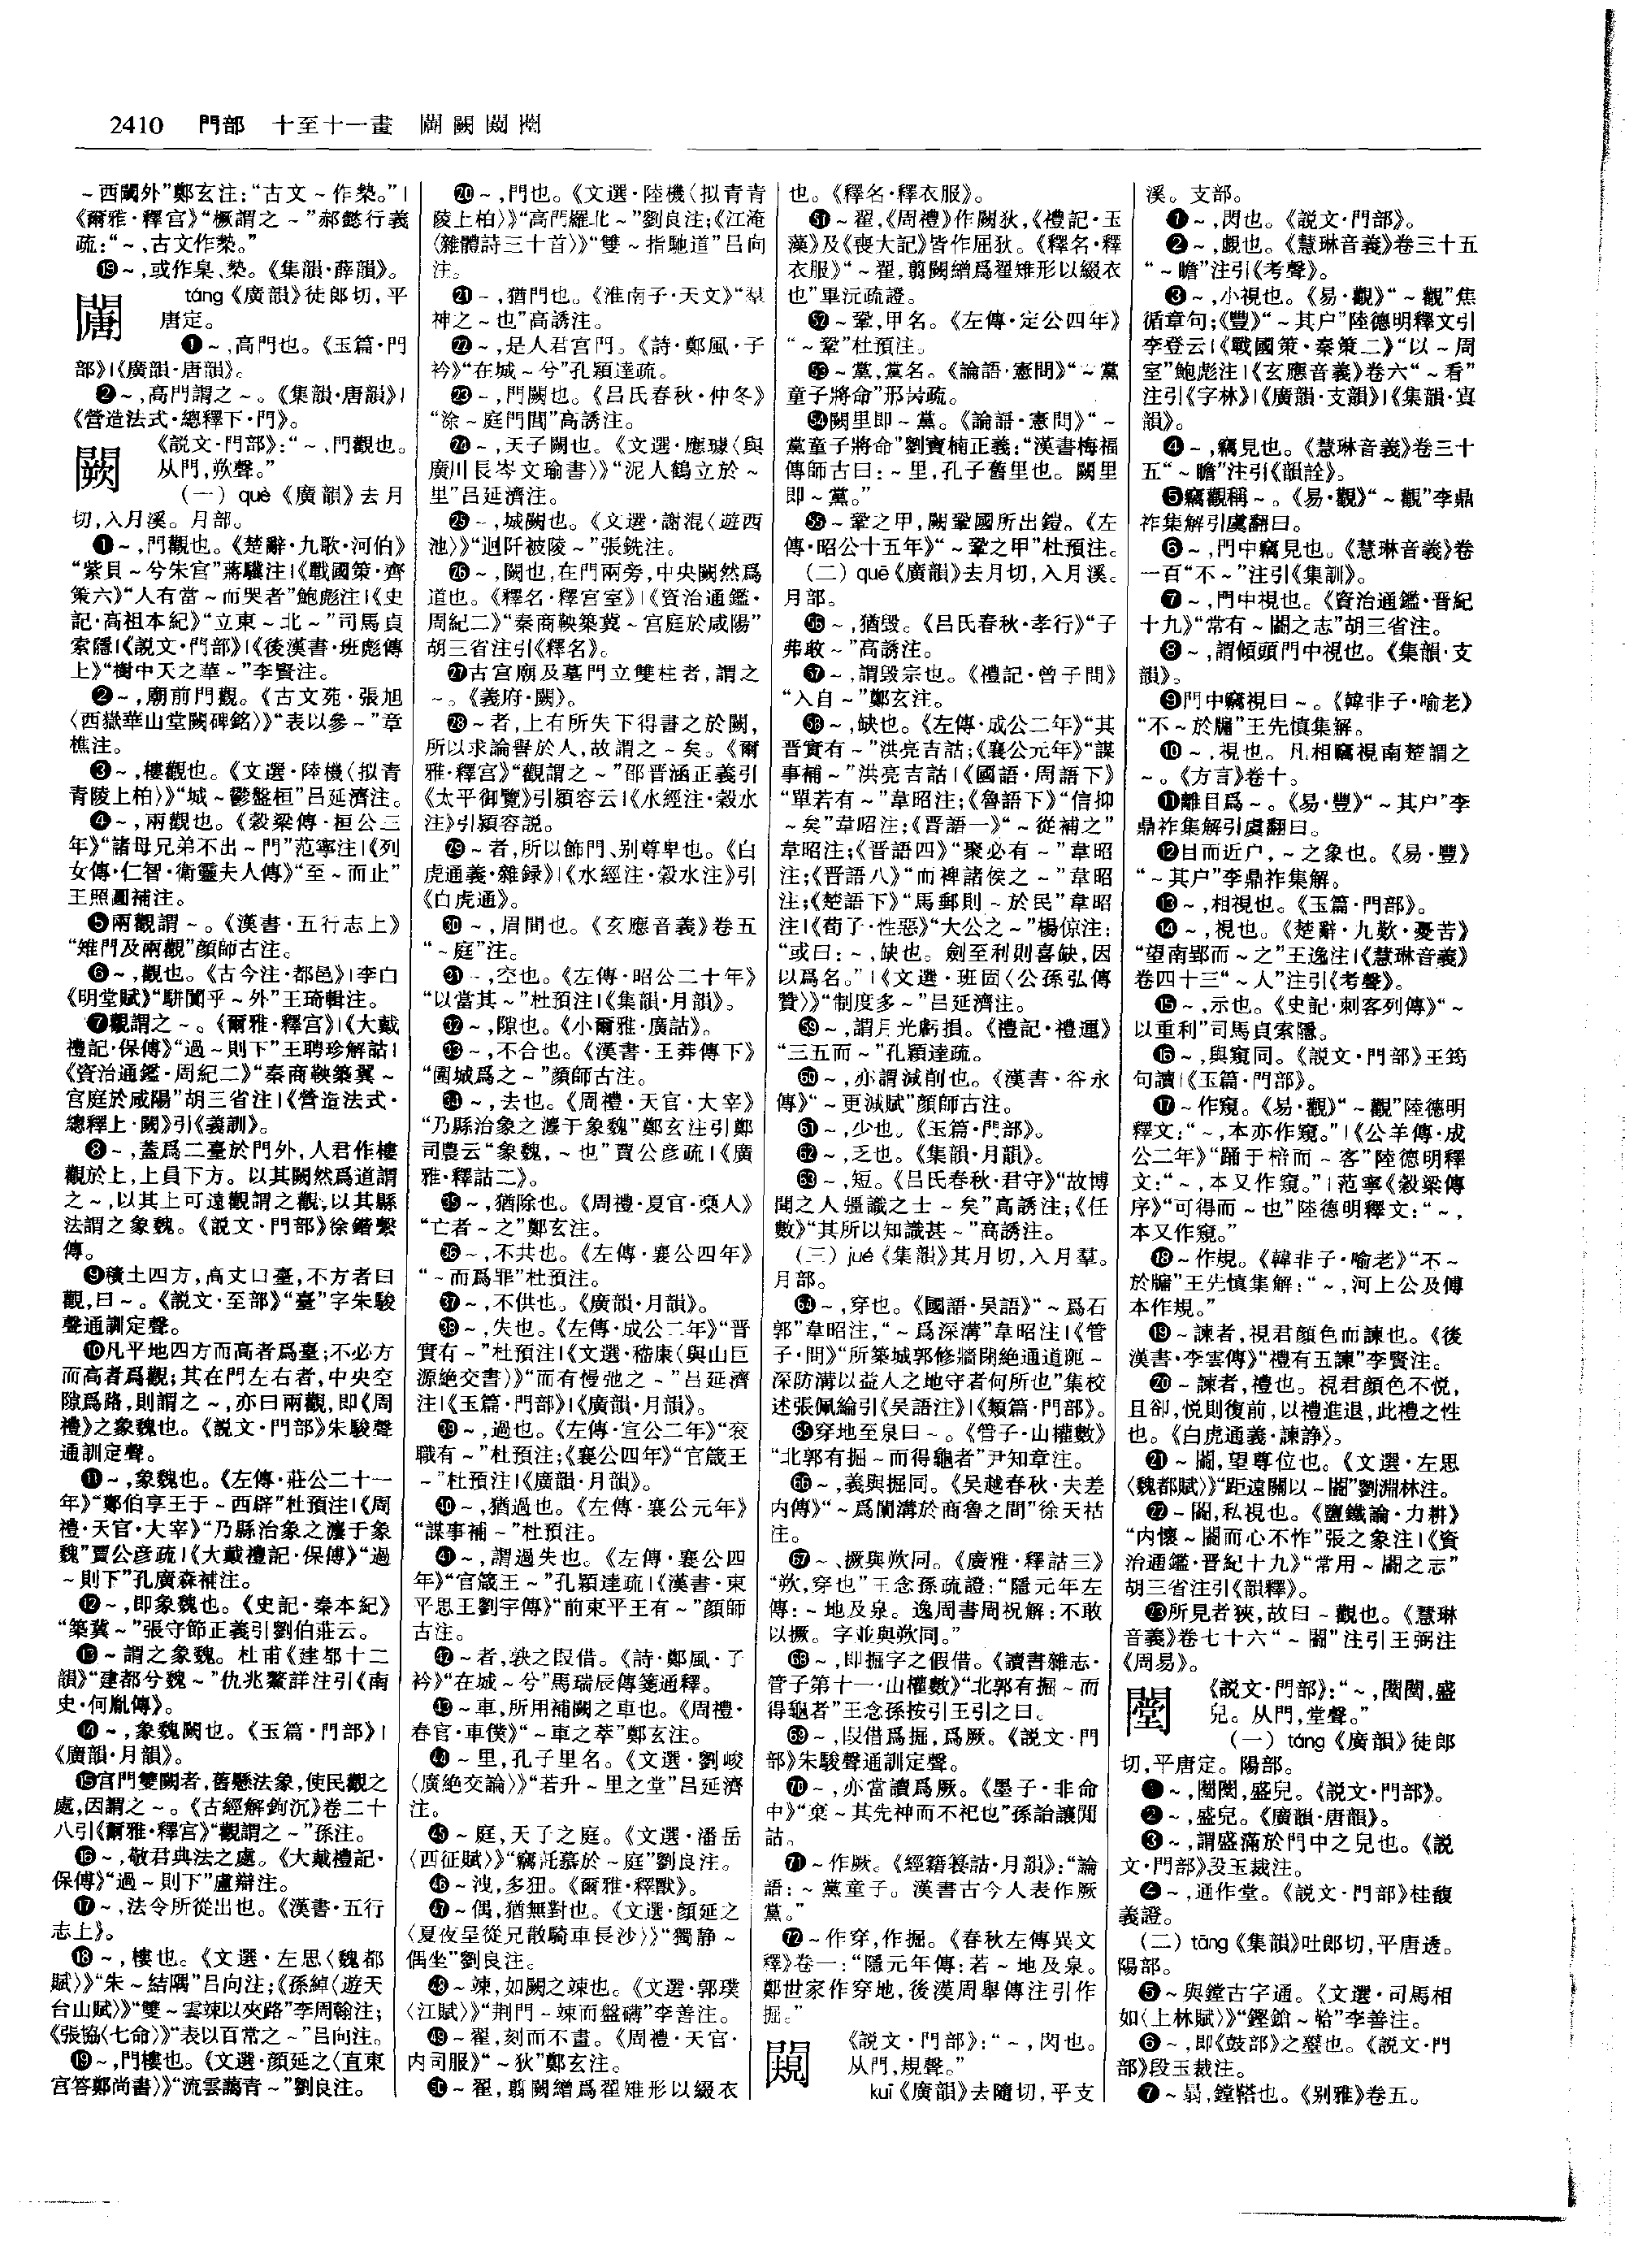 2410 門部 十至十一畫 闛 闕 闚 闛
～西闑外”鄭玄注：“古文～作槷。”|
《爾雅·釋宫》“橛謂之～”郝懿行義
疏：“～，古文作槷。”
⓳～，或作臬、槷。《集韻·薛韻》。
táng《廣韻》徒郎切，平
唐定。
❶～，高門也。《玉篇·門
部》|《廣韻·唐韻》。
❷～，高門謂之～。《集韻·唐韻》|
《營造法式·總釋下·門》。
闕
《説文·門部》：“～，門觀也。
从門，欮聲。”
（一）què《廣韻》去月
切，入月溪。月部。
❶～，門觀也。《楚辭·九歌·河伯》
“紫貝～兮朱宫”蔣驥注|《戰國策·齊
策六》“人有當～而哭者”鮑彪注|《史
記·高祖本紀》“立東～北～”司馬貞
索隱|《説文·門部》|《後漢書·班彪傳
上》“樹中天之華～”李賢注。
❷～，廟前門觀。《古文苑·張旭
〈西嶽華山堂闕碑銘〉》“表以參～”章
樵注。
❸～，樓觀也。《文選·陸機〈拟青
青陵上柏〉》“城～鬱盤桓”吕延濟注。
❹～，兩觀也。《穀梁傳·桓公三
年》“諸母兄弟不出～門”范寧注|《列
女傳·仁智·衛靈夫人傳》“至～而止”
王照圓補注。
❺兩觀謂～。《漢書·五行志上》
“雉門及兩觀”顔師古注。
❻～，觀也。《古今注·都邑》|李白
《明堂賦》“駢闐乎～外”王琦輯注。
❼觀謂之～。《爾雅·釋宫》|《大戴
禮記·保傅》“過～則下”王聘珍解詁|
《資治通鑑·周紀二》“秦商鞅築冀～
宫庭於咸陽”胡三省注|《營造法式·
總釋上·闕》引《義訓》。
❽～，蓋爲二臺於門外，人君作樓
觀於上，上員下方。以其闕然爲道謂
之～，以其上可遠觀謂之觀，以其縣
法謂之象魏。《説文·門部》徐鍇繫
傳。
❾積土四方，高丈曰臺，不方者曰
觀，曰～。《説文·至部》“臺”字朱駿
聲通訓定聲。
❿凡平地四方而高者爲臺；不必方
而高者爲觀；其在門左右者，中央空
隙爲路，則謂之～，亦曰兩觀，即《周
禮》之象魏也。《説文·門部》朱駿聲
通訓定聲。
⓫～，象魏也。《左傳·莊公二十一
年》“鄭伯享王于～西辟”杜預注|《周
禮·天官·大宰》“乃縣治象之灋于象
魏”賈公彦疏|《大戴禮記·保傅》“過
～則下”孔廣森補注。
⓬～，即象魏也。《史記·秦本紀》
“築冀～”張守節正義引劉伯莊云。
⓭～謂之象魏。杜甫《建都十二
韻》“建都兮魏～”仇兆鰲詳注引《南
史·何胤傳》。
⓮～，象魏闕也。《玉篇·門部》|
《廣韻·月韻》。
⓯宫門雙闕者，舊懸法象，使民觀之
處，因謂之～。《古經解鉤沉》卷二十
八引《爾雅·釋宫》“觀謂之～”孫注。
⓰～，敬君典法之處。《大戴禮記·
保傅》“過～則下”盧辯注。
⓱～，法令所從出也。《漢書·五行
志上》。
⓲～，樓也。《文選·左思〈魏都
賦〉》“朱～結隅”吕向注；《孫綽〈遊天
台山賦〉》“雙～雲竦以夾路”李周翰注；
《張協〈七命〉》“表以百常之～”吕向注。
⓳～，門樓也。《文選·顔延之〈直東
宫答鄭尚書〉》“流雲藹青～”劉良注。
⓴～，門也。《文選·陸機〈拟青青
陵上柏〉》“高門羅北～”劉良注；《江淹
〈雜體詩三十首〉》“雙～指馳道”吕向
注。
㉑～，猶門也。《淮南子·天文》“羣
神之～也”高誘注。
㉒～，是人君宫門。《詩·鄭風·子
衿》“在城～兮”孔穎達疏。
㉓～，門闕也。《吕氏春秋·仲冬》
“涂～庭門閭”高誘注。
㉔～，天子闕也。《文選·應璩〈與
廣川長岑文瑜書〉》“泥人鶴立於～
里”吕延濟注。
㉕～，城闕也。《文選·謝混〈遊西
池〉》“迴阡被陵～”張銑注。
㉖～，闕也，在門兩旁，中央闕然爲
道也。《釋名·釋宫室》|《資治通鑑·
周紀二》“秦商鞅築冀～宫庭於咸陽”
胡三省注引《釋名》。
㉗古宫廟及墓門立雙柱者，謂之
～。《義府·闕》。
㉘～者，上有所失下得書之於闕，
所以求論譽於人，故謂之～矣。《爾
雅·釋宫》“觀謂之～”邵晋涵正義引
《太平御覽》引潁容云|《水經注·穀水
注》引潁容説。
㉙～者，所以飾門、别尊卑也。《白
虎通義·雜録》|《水經注·穀水注》引
《白虎通》。
㉚～，周間也。《玄應音義》卷五
“～庭”注。
㉛～，空也。《左傳·昭公二十年》
“以當其～”杜預注|《集韻·月韻》。
㉜～，隙也。《小爾雅·廣詁》。
㉝～，不合也。《漢書·王莽傳下》
“圍城爲之～”顔師古注。
㉞～，去也。《周禮·天官·大宰》
“乃縣治象之灋于象魏”鄭玄注引鄭
司農云“象魏，～也”賈公彦疏|《廣
雅·釋詁二》。
㉟～，猶除也。《周禮·夏官·槀人》
“亡者～之”鄭玄注。
㊱～，不共也。《左傳·襄公四年》
“～而爲罪”杜預注。
㊲～，不供也。《廣韻·月韻》。
㊳～，失也。《左傳·成公二年》“晋
實有～”杜預注|《文選·嵇康〈與山巨
源絶交書〉》“而有慢弛之～”吕延濟
注|《玉篇·門部》|《廣韻·月韻》。
㊴～，過也。《左傳·宣公二年》“衮
職有～”杜預注；《襄公四年》“官箴王
～”杜預注|《廣韻·月韻》。
㊵～，猶過也。《左傳·襄公元年》
“謀事補～”杜預注。
㊶～，謂過失也。《左傳·襄公四
年》“官箴王～”孔穎達疏|《漢書·東
平思王劉宇傳》“前東平王有～”顔師
古注。
㊷～者，𡙇之叚借。《詩·鄭風·子
衿》“在城～兮”馬瑞辰傳箋通釋。
㊸～車，所用補闕之車也。《周禮·
春官·車僕》“～車之萃”鄭玄注。
㊹～里，孔子里名。《文選·劉峻
〈廣絶交論〉》“若升～里之堂”吕延濟
注。
㊺～庭，天子之庭。《文選·潘岳
〈西征賦〉》“竊託慕於～庭”劉良注。
㊻～洩，多狃。《爾雅·釋獸》。
㊼～偶，猶無對也。《文選·顔延之
〈夏夜呈從兄散騎車長沙〉》“獨静～
偶坐”劉良注。
㊽～竦，如闕之竦也。《文選·郭璞
〈江賦〉》“荆門～竦而盤礴”李善注。
㊾～翟，刻而不畫。《周禮·天官·
内司服》“～狄”鄭玄注。
㊿～翟，翦闕繒爲翟雉形以綴衣
也。《釋名·釋衣服》。
51～翟，《周禮》作闕狄，《禮記·玉
藻》及《喪大記》皆作屈狄。《釋名·釋
衣服》“～翟，翦闕繒爲翟雉形以綴衣
也”畢沅疏證。
52～鞏，甲名。《左傳·定公四年》
“～鞏”杜預注。
53～黨，黨名。《論語·憲問》“～黨
童子將命”邢昺疏。
54闕里即～黨。《論語·憲問》“～
黨童子將命”劉寶楠正義：“漢書梅福
傳師古曰：～里，孔子舊里也。闕里
即～黨。”
55～鞏之甲，闕鞏國所出鎧。《左
傳·昭公十五年》“～鞏之甲”杜預注。
（二）quē《廣韻》去月切，入月溪。
月部。
56～，猶毁。《吕氏春秋·孝行》“子
弗敢～”高誘注。
57～，謂毁宗也。《禮記·曾子問》
“入自～”鄭玄注。
58～，缺也。《左傳·成公二年》“其
晋實有～”洪亮吉詁；《襄公元年》“謀
事補～”洪亮吉詁|《國語·周語下》
“單若有～”韋昭注；《魯語下》“信抑
～矣”韋昭注；《晋語一》“～從補之”
韋昭注；《晋語四》“聚必有～”韋昭
注；《晋語八》“而裨諸侯之～”韋昭
注；《楚語下》“馬郵則～於民”韋昭
注|《荀子·性惡》“大公之～”楊倞注：
“或曰：～，缺也。劍至利則喜缺，因
以爲名。”|《文選·班固〈公孫弘傳
贊〉》“制度多～”吕延濟注。
59～，謂月光虧損。《禮記·禮運》
“三五而～”孔穎達疏。
60～，亦謂減削也。《漢書·谷永
傳》“～更減賦”顔師古注。
61～，少也。《玉篇·門部》。
62～，乏也。《集韻·月韻》。
63～，短。《吕氏春秋·君守》“故博
聞之人彊識之士～矣”高誘注；《任
數》“其所以知識甚～”高誘注。
（三）jué《集韻》其月切，入月羣。
月部。
64～，穿也。《國語·吴語》“～爲石
郭”韋昭注，“～爲深溝”韋昭注|《管
子·問》“所築城郭修牆閉絶通道阨～
深防溝以益人之地守者何所也”集校
述張佩綸引《吴語注》|《類篇·門部》。
65穿地至泉曰～。《管子·山權數》
“北郭有掘～而得龜者”尹知章注。
66～，義與掘同。《吴越春秋·夫差
内傳》“～爲闌溝於商魯之間”徐天祜
注。
67～、撅與欮同。《廣雅·釋詁三》
“欮，穿也”王念孫疏證：“隱元年左
傳：～地及泉。逸周書周祝解：不敢
以撅。字並與欮同。”
68～，即掘字之假借。《讀書雜志·
管子第十一·山權數》“北郭有掘～而
得龜者”王念孫按引王引之曰。
69～，叚借爲掘，爲厥。《説文·門
部》朱駿聲通訓定聲。
70～，亦當讀爲厥。《墨子·非命
中》“棄～其先神而不祀也”孫詒讓閒
詁。
71～作厥。《經籍籑詁·月韻》：“論
語：～黨童子。漢書古今人表作厥
黨。”
72～作穿，作掘。《春秋左傳異文
釋》卷一：“隱元年傳：若～地及泉。
鄭世家作穿地，後漢周舉傳注引作
掘。”
闚
《説文·門部》：“～，閃也。
从門，規聲。”
kuī《廣韻》去隨切，平支
溪。支部。
❶～，閃也。《説文·門部》。
❷～，覷也。《慧琳音義》卷三十五
“～瞻”注引《考聲》。
❸～，小視也。《易·觀》“～觀”焦
循章句；《豐》“～其户”陸德明釋文引
李登云|《戰國策·秦策二》“以～周
室”鮑彪注|《玄應音義》卷六“～看”
注引《字林》|《廣韻·支韻》|《集韻·寘
韻》。
❹～，竊見也。《慧琳音義》卷三十
五“～瞻”注引《韻詮》。
❺竊觀稱～。《易·觀》“～觀”李鼎
祚集解引虞翻曰。
❻～，門中竊見也。《慧琳音義》卷
一百“不～”注引《集訓》。
❼～，門中視也。《資治通鑑·晋紀
十九》“常有～闟之志”胡三省注。
❽～，謂傾頭門中視也。《集韻·支
韻》。
❾門中竊視曰～。《韓非子·喻老》
“不～於牖”王先慎集解。
❿～，視也。凡相竊視南楚謂之
～。《方言》卷十。
⓫離目爲～。《易·豐》“～其户”李
鼎祚集解引虞翻曰。
⓬目而近户，～之象也。《易·豐》
“～其户”李鼎祚集解。
⓭～，相視也。《玉篇·門部》。
⓮～，視也。《楚辭·九歎·憂苦》
“望南郢而～之”王逸注|《慧琳音義》
卷四十三“～人”注引《考聲》。
⓯～，示也。《史記·刺客列傳》“～
以重利”司馬貞索隱。
⓰～，與窺同。《説文·門部》王筠
句讀|《玉篇·門部》。
⓱～作窺。《易·觀》“～觀”陸德明
釋文：“～，本亦作窺。”|《公羊傳·成
公二年》“踊于棓而～客”陸德明釋
文：“～，本又作窺。”|范寧《穀梁傳
序》“可得而～也”陸德明釋文：“～，
本又作窺。”
⓲～作規。《韓非子·喻老》“不～
於牖”王先慎集解：“～，河上公及傅
本作規。”
⓳～諫者，視君顔色而諫也。《後
漢書·李雲傳》“禮有五諫”李賢注。
⓴～諫者，禮也。視君顔色不悦，
且卻，悦則復前，以禮進退，此禮之性
也。《白虎通義·諫諍》。
㉑～闟，望尊位也。《文選·左思
〈魏都賦〉》“距遠關以～闟”劉淵林注。
㉒～闟，私視也。《鹽鐵論·力耕》
“内懷～闟而心不怍”張之象注|《資
治通鑑·晋紀十九》“常用～闟之志”
胡三省注引《韻釋》。
㉓所見者狹，故曰～觀也。《慧琳
音義》卷七十六“～闟”注引王弼注
《周易》。
《説文·門部》：“～，闛闛，盛
皃。从門，堂聲。”
（一）táng《廣韻》徒郎
切，平唐定。陽部。
❶～，闛闛，盛皃。《説文·門部》。
❷～，盛皃。《廣韻·唐韻》。
❸～，謂盛滿於門中之皃也。《説
文·門部》段玉裁注。
❹～，通作堂。《説文·門部》桂馥
義證。
（二）tāng《集韻》吐郎切，平唐透。
陽部。
❺～與鏜古字通。《文選·司馬相
如〈上林賦〉》“鏗鎗～鞈”李善注。
❻～，即《鼓部》之鼞也。《説文·門
部》段玉裁注。
❼～鞈，鏜鞳也。《别雅》卷五。